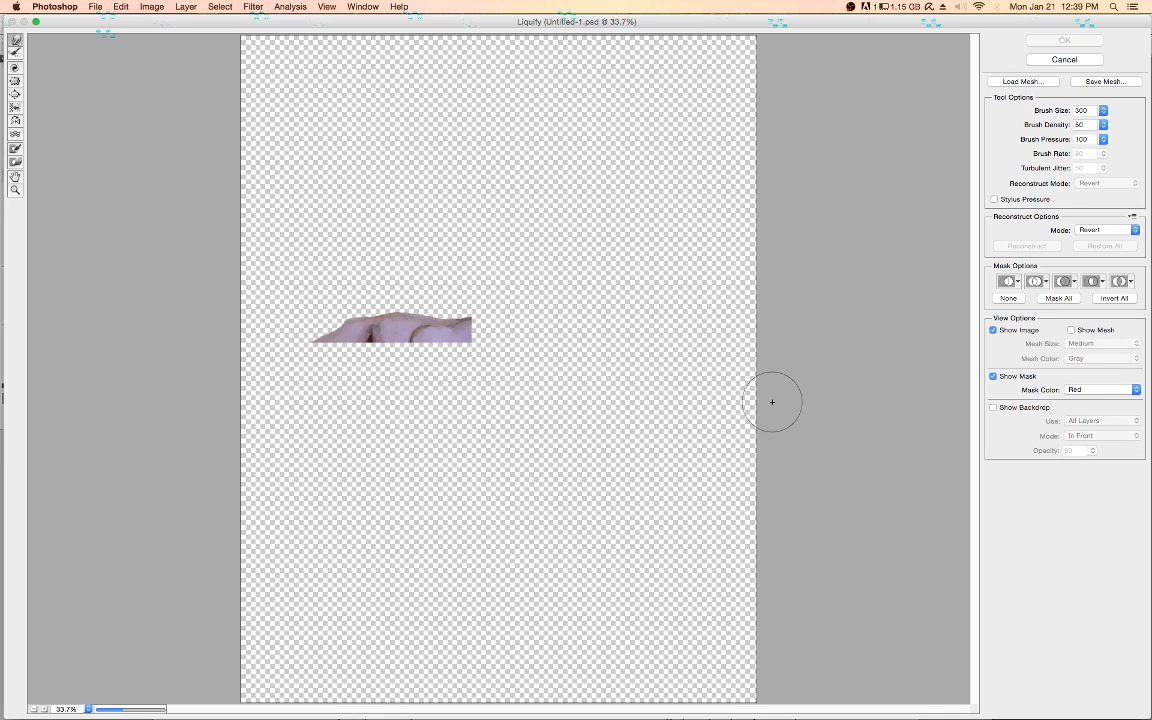 Photoshop File Edit Image Layer Select Filter Analysis View Window Help 1 1.15 GB Mon Jan 21 12:39 PM
Liquify (Untitled-1.psd @ 33.7%)
OK
Cancel
Load Mesh... Save Mesh...
Tool Options
Brush Size: 300
Brush Density: 50
Brush Pressure: 100
Brush Rate: 80
Turbulent Jitter: 50
Reconstruct Mode: Revert
Stylus Pressure
Reconstruct Options
Mode: Revert
Reconstruct Restore All
Mask Options
None Mask All Invert All
View Options
Show Image Show Mesh
Mesh Size: Medium
Mesh Color: Gray
Show Mask
Mask Color: Red
Show Backdrop
Use: All Layers
Mode: In Front
Opacity: 50
33.7%